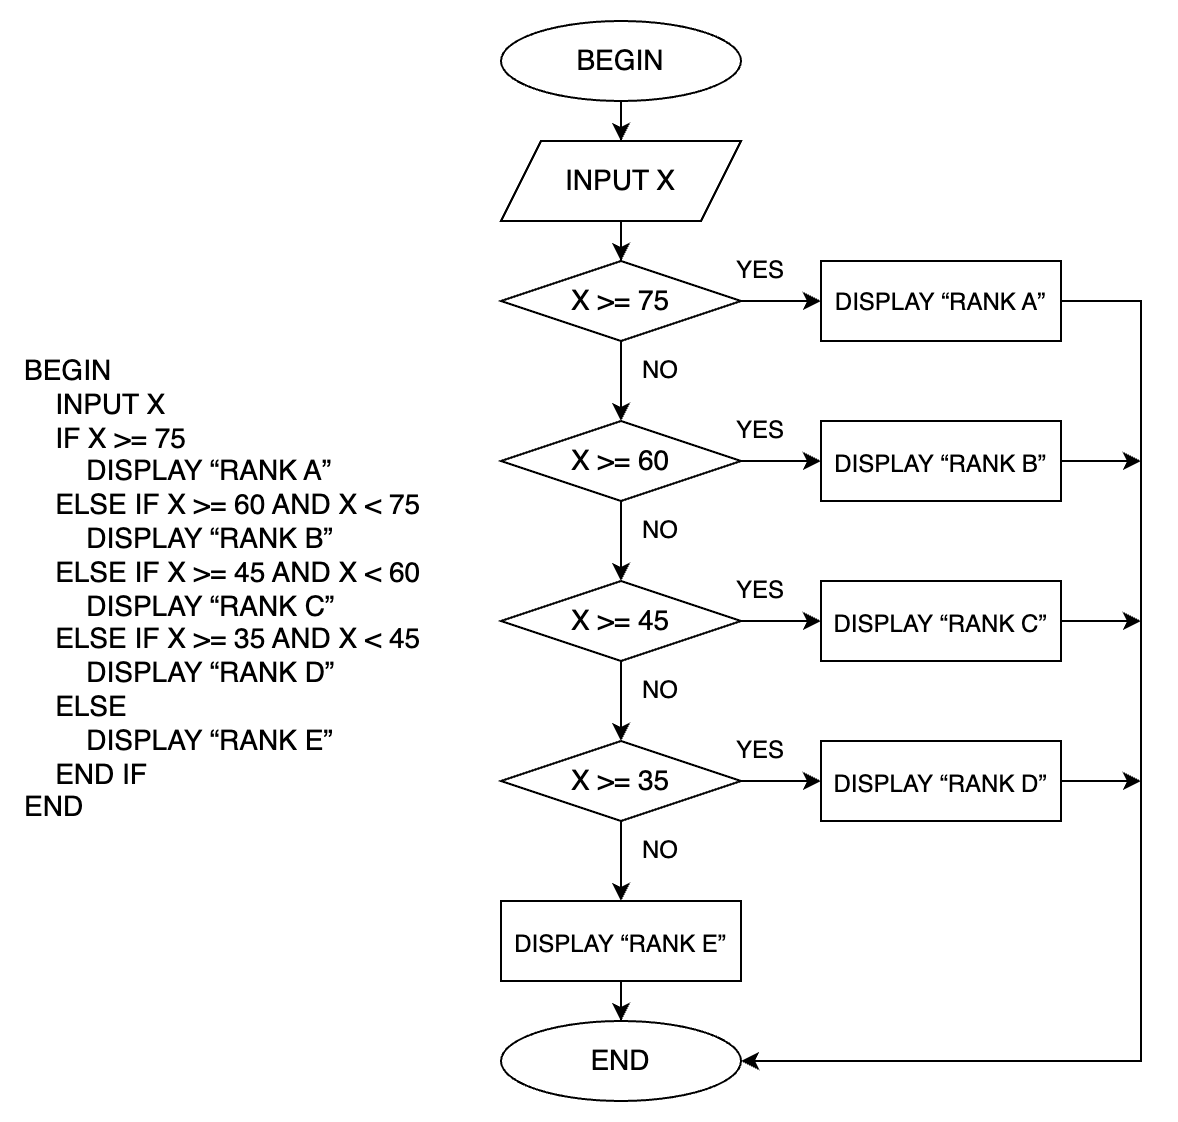 BEGIN
INPUT X
IF X >= 75
DISPLAY “RANK A”
ELSE IF X >= 60 AND X < 75
DISPLAY “RANK B”
ELSE IF X >= 45 AND X < 60
DISPLAY “RANK C”
ELSE IF X >= 35 AND X < 45
DISPLAY “RANK D”
ELSE
DISPLAY “RANK E”
END IF
END
BEGIN
INPUT X
X >= 75
YES
DISPLAY “RANK A”
NO
X >= 60
YES
DISPLAY “RANK B”
NO
X >= 45
YES
DISPLAY “RANK C”
NO
X >= 35
YES
DISPLAY “RANK D”
NO
DISPLAY “RANK E”
END